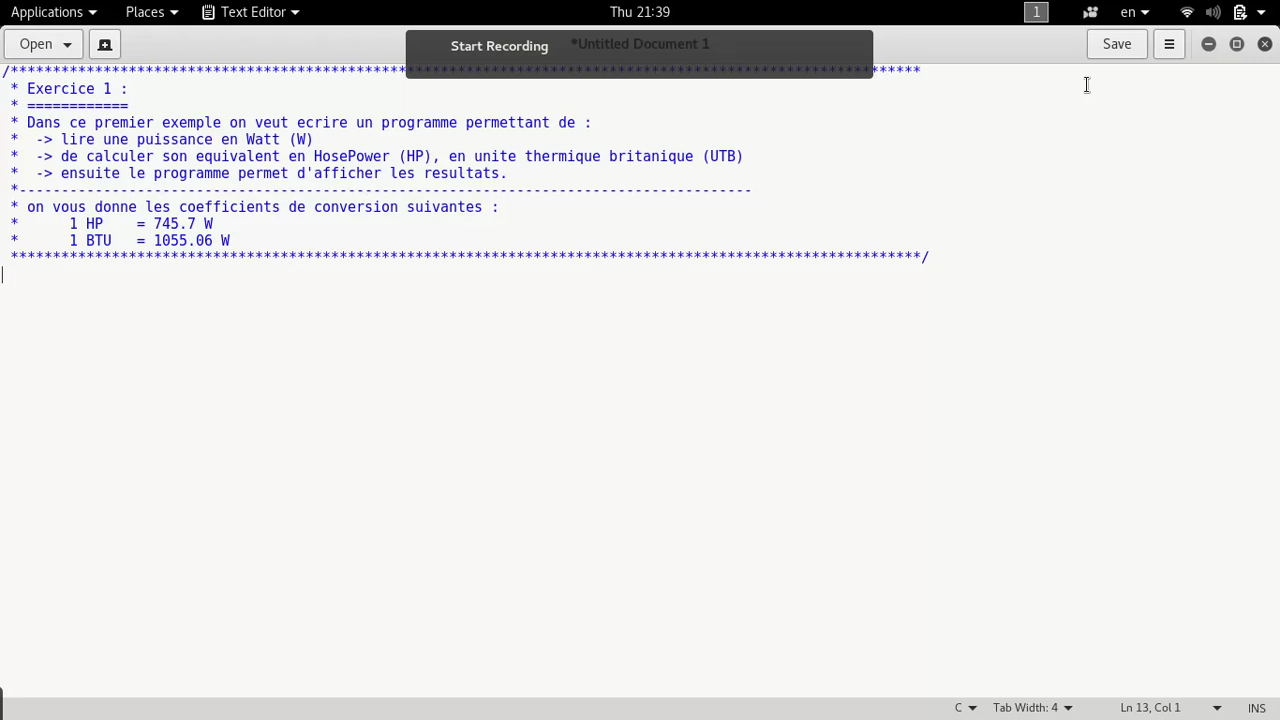 Applications Places Text Editor Thu 21:39 1 en
Open Start Recording *Untitled Document 1 Save
/************************************************************************************************************
* Exercice 1 :
* ============
* Dans ce premier exemple on veut ecrire un programme permettant de :
* -> lire une puissance en Watt (W)
* -> de calculer son equivalent en HosePower (HP), en unite thermique britanique (UTB)
* -> ensuite le programme permet d'afficher les resultats.
*---------------------------------------------------------------------------------------
* on vous donne les coefficients de conversion suivantes :
* 1 HP = 745.7 W
* 1 BTU = 1055.06 W
************************************************************************************************************/
C Tab Width: 4 Ln 13, Col 1 INS